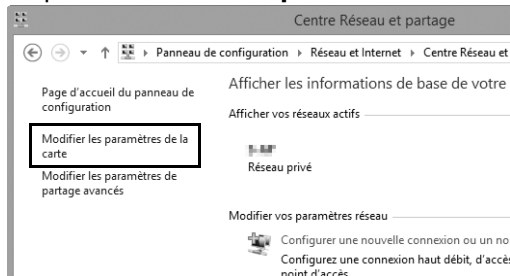 Centre Réseau et partage
Panneau de configuration Réseau et Internet Centre Réseau et
Page d'accueil du panneau de
configuration
Modifier les paramètres de la
carte
Modifier les paramètres de
partage avancés
Afficher les informations de base de votre
Afficher vos réseaux actifs
Réseau privé
Modifier vos paramètres réseau
Configurer une nouvelle connexion ou un no
Configurez une connexion haut débit, d'accès
point d'accès